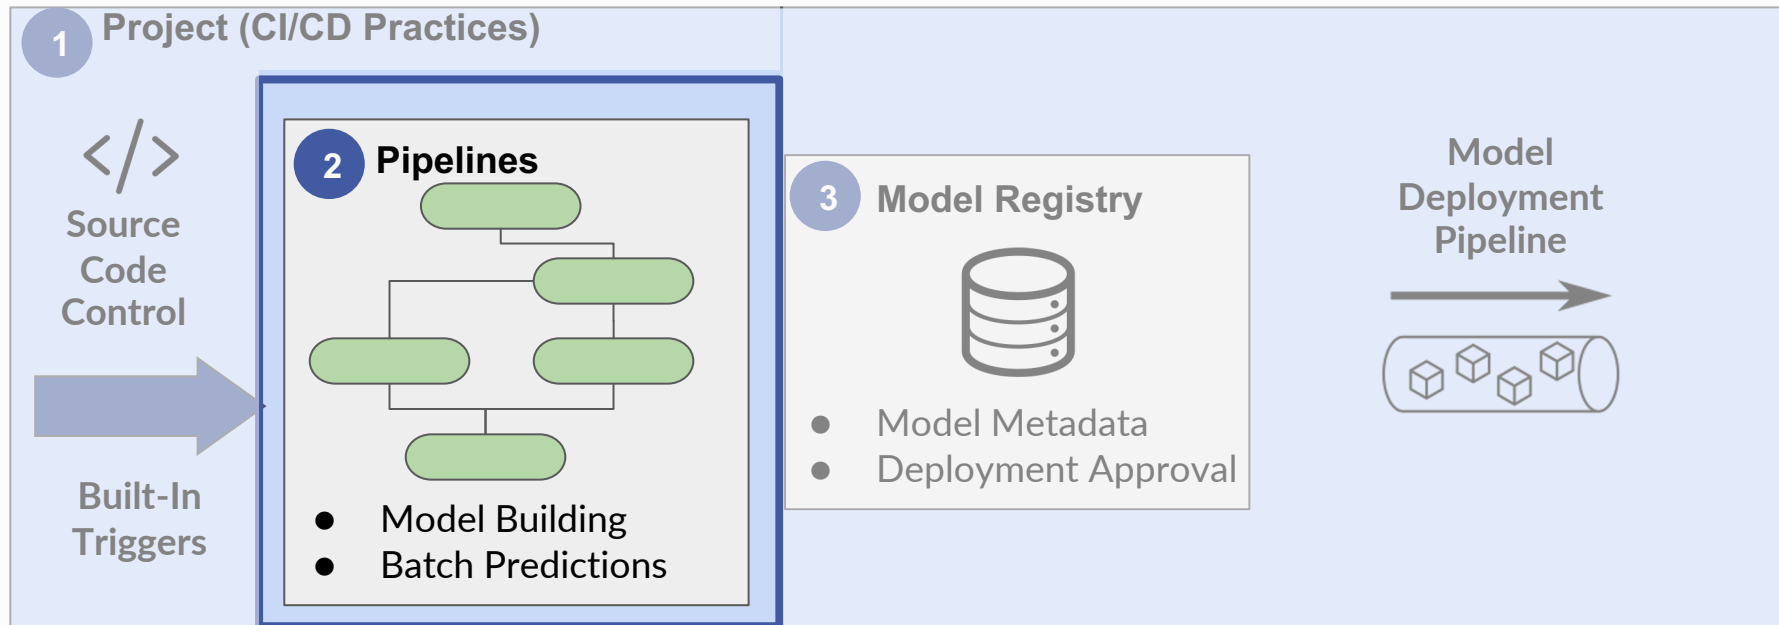 1 Project (CI/CD Practices)
</>
Source
Code
Control
Built-In
Triggers
2 Pipelines
● Model Building
● Batch Predictions
3 Model Registry
● Model Metadata
● Deployment Approval
Model
Deployment
Pipeline